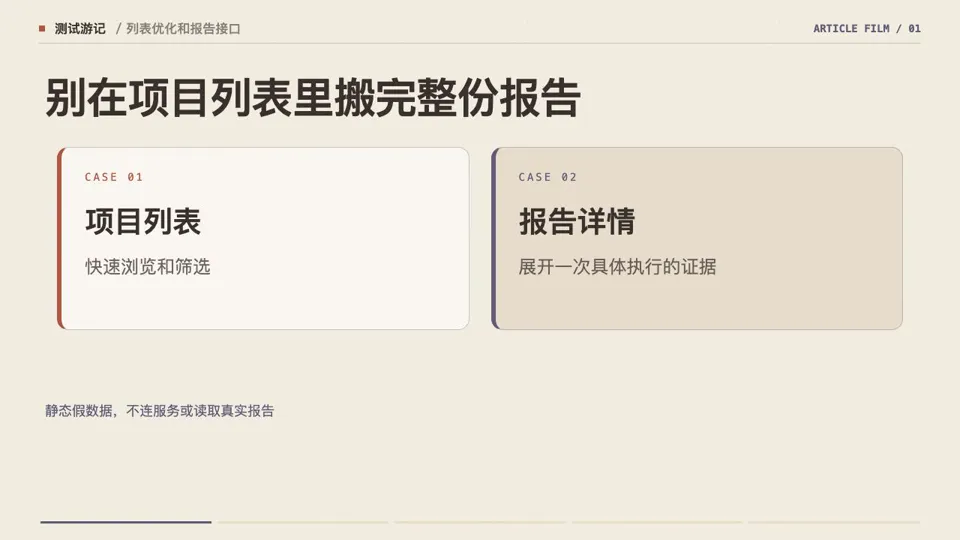 测试游记 / 列表优化和报告接口
ARTICLE FILM / 01
别在项目列表里搬完整份报告
CASE 01
项目列表
快速浏览和筛选
CASE 02
报告详情
展开一次具体执行的证据
静态假数据，不连服务或读取真实报告